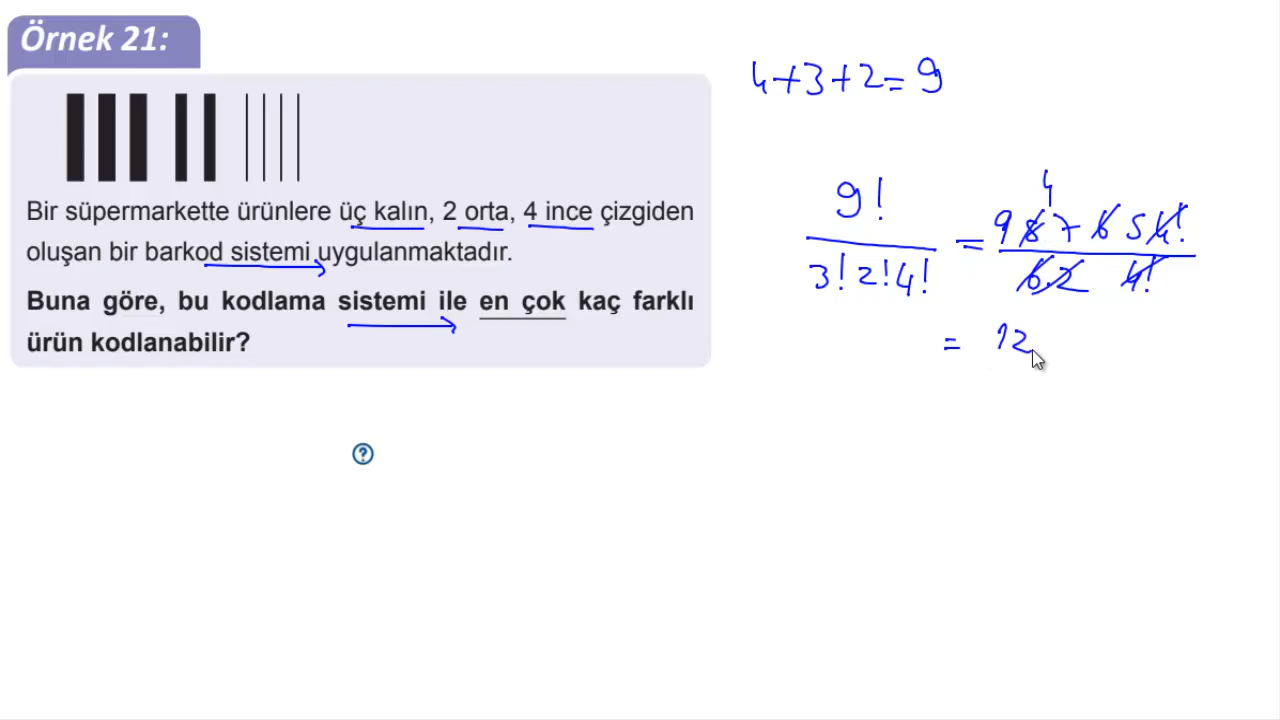 Örnek 21:
Bir süpermarkette ürünlere üç kalın, 2 orta, 4 ince çizgiden
oluşan bir barkod sistemi uygulanmaktadır.
Buna göre, bu kodlama sistemi ile en çok kaç farklı
ürün kodlanabilir?
4+3+2=9
4
9! / 3! 2! 4! = 9 8 7 6 5 4! / 6.2 4!
= 12
?